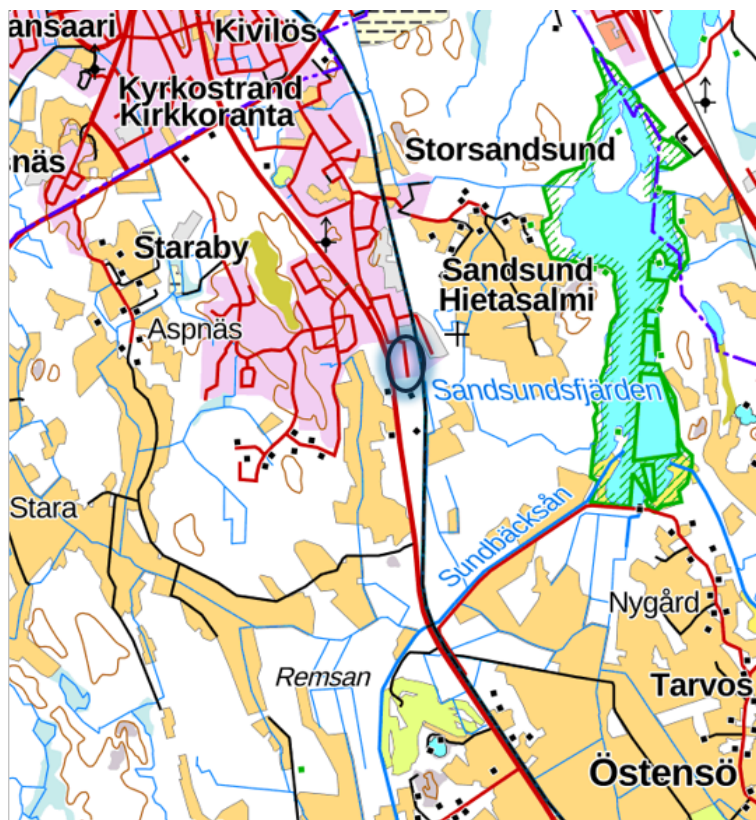 ansaari
Kivilös
Kyrkostrand
Kirkkoranta
näs
Storsandsund
Staraby
Sandsund
Hietasalmi
Aspnäs
Sandsundsfjärden
Stara
Sundbäcksån
Nygård
Remsan
Tarvos
Östensö